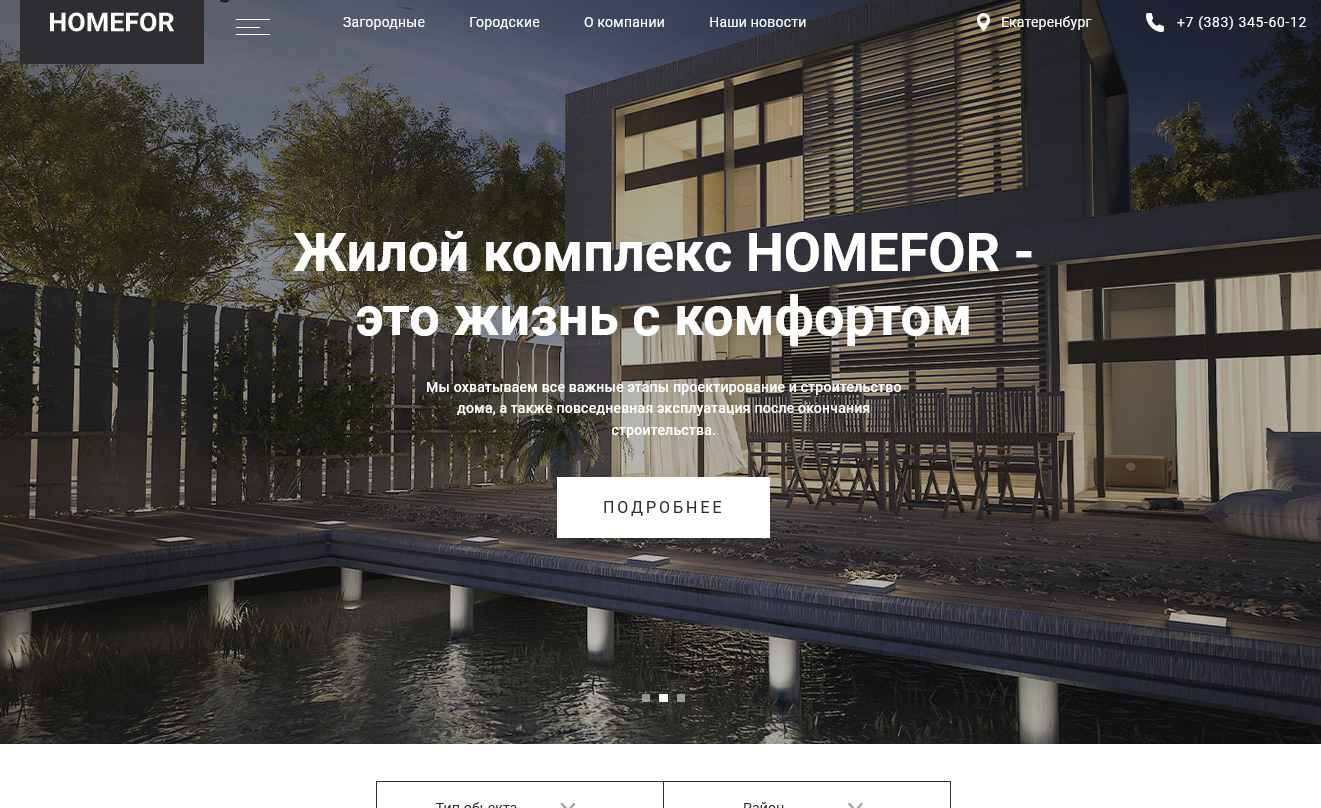 HOMEFOR
Загородные
Городские
О компании
Наши новости
Екатеренбург
+7 (383) 345-60-12
Жилой комплекс HOMEFOR -
это жизнь с комфортом
Мы охватываем все важные этапы проектирование и строительство
дома, а также повседневная эксплуатация после окончания
строительства.
ПОДРОБНЕЕ
Тип обьекта
Район